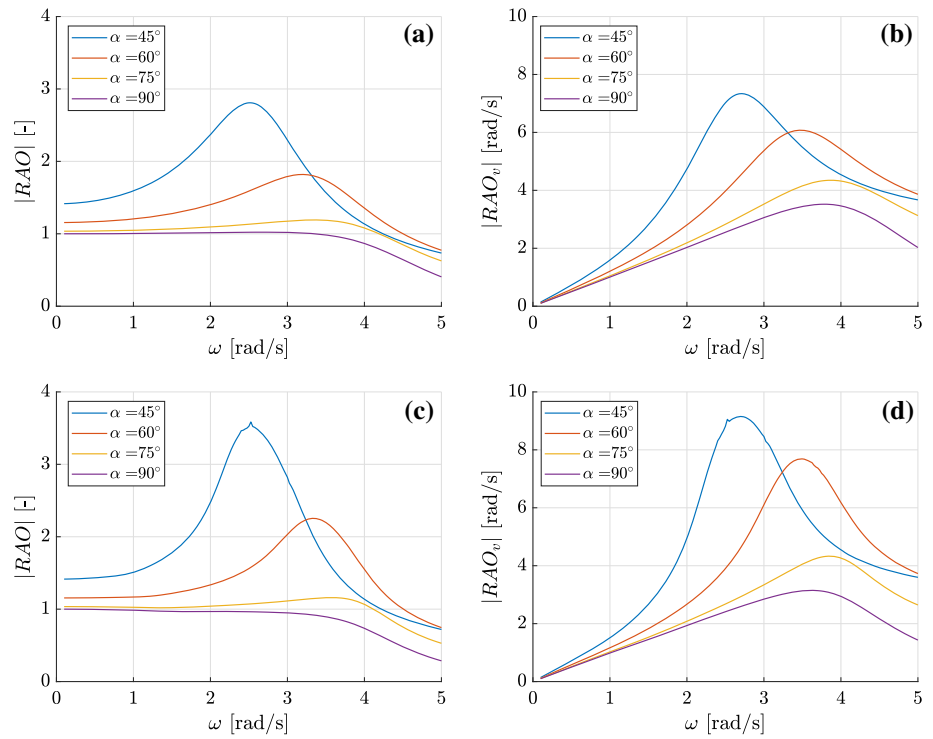 (a)
α =45°
α =60°
α =75°
α =90°
|RAO| [-]
4
3
2
1
0
0 1 2 3 4 5
ω [rad/s]
(b)
α =45°
α =60°
α =75°
α =90°
|RAO_v| [rad/s]
10
8
6
4
2
0
0 1 2 3 4 5
ω [rad/s]
(c)
α =45°
α =60°
α =75°
α =90°
|RAO| [-]
4
3
2
1
0
0 1 2 3 4 5
ω [rad/s]
(d)
α =45°
α =60°
α =75°
α =90°
|RAO_v| [rad/s]
10
8
6
4
2
0
0 1 2 3 4 5
ω [rad/s]